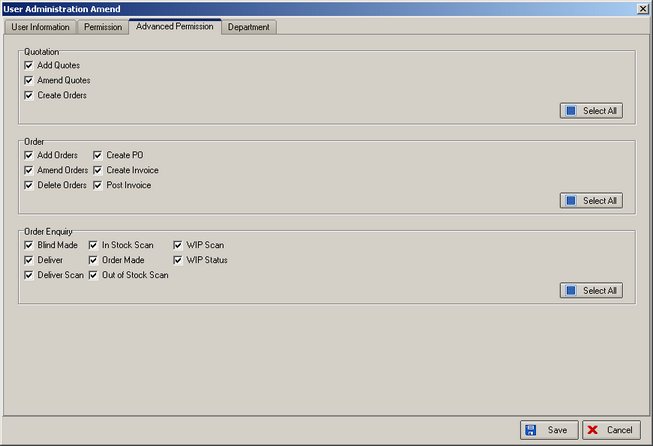 User Administration Amend
User Information Permission Advanced Permission Department
Quotation
Add Quotes
Amend Quotes
Create Orders
Select All
Order
Add Orders Create PO
Amend Orders Create Invoice
Delete Orders Post Invoice
Select All
Order Enquiy
Blind Made In Stock Scan WIP Scan
Deliver Order Made WIP Status
Deliver Scan Out of Stock Scan
Select All
Save Cancel